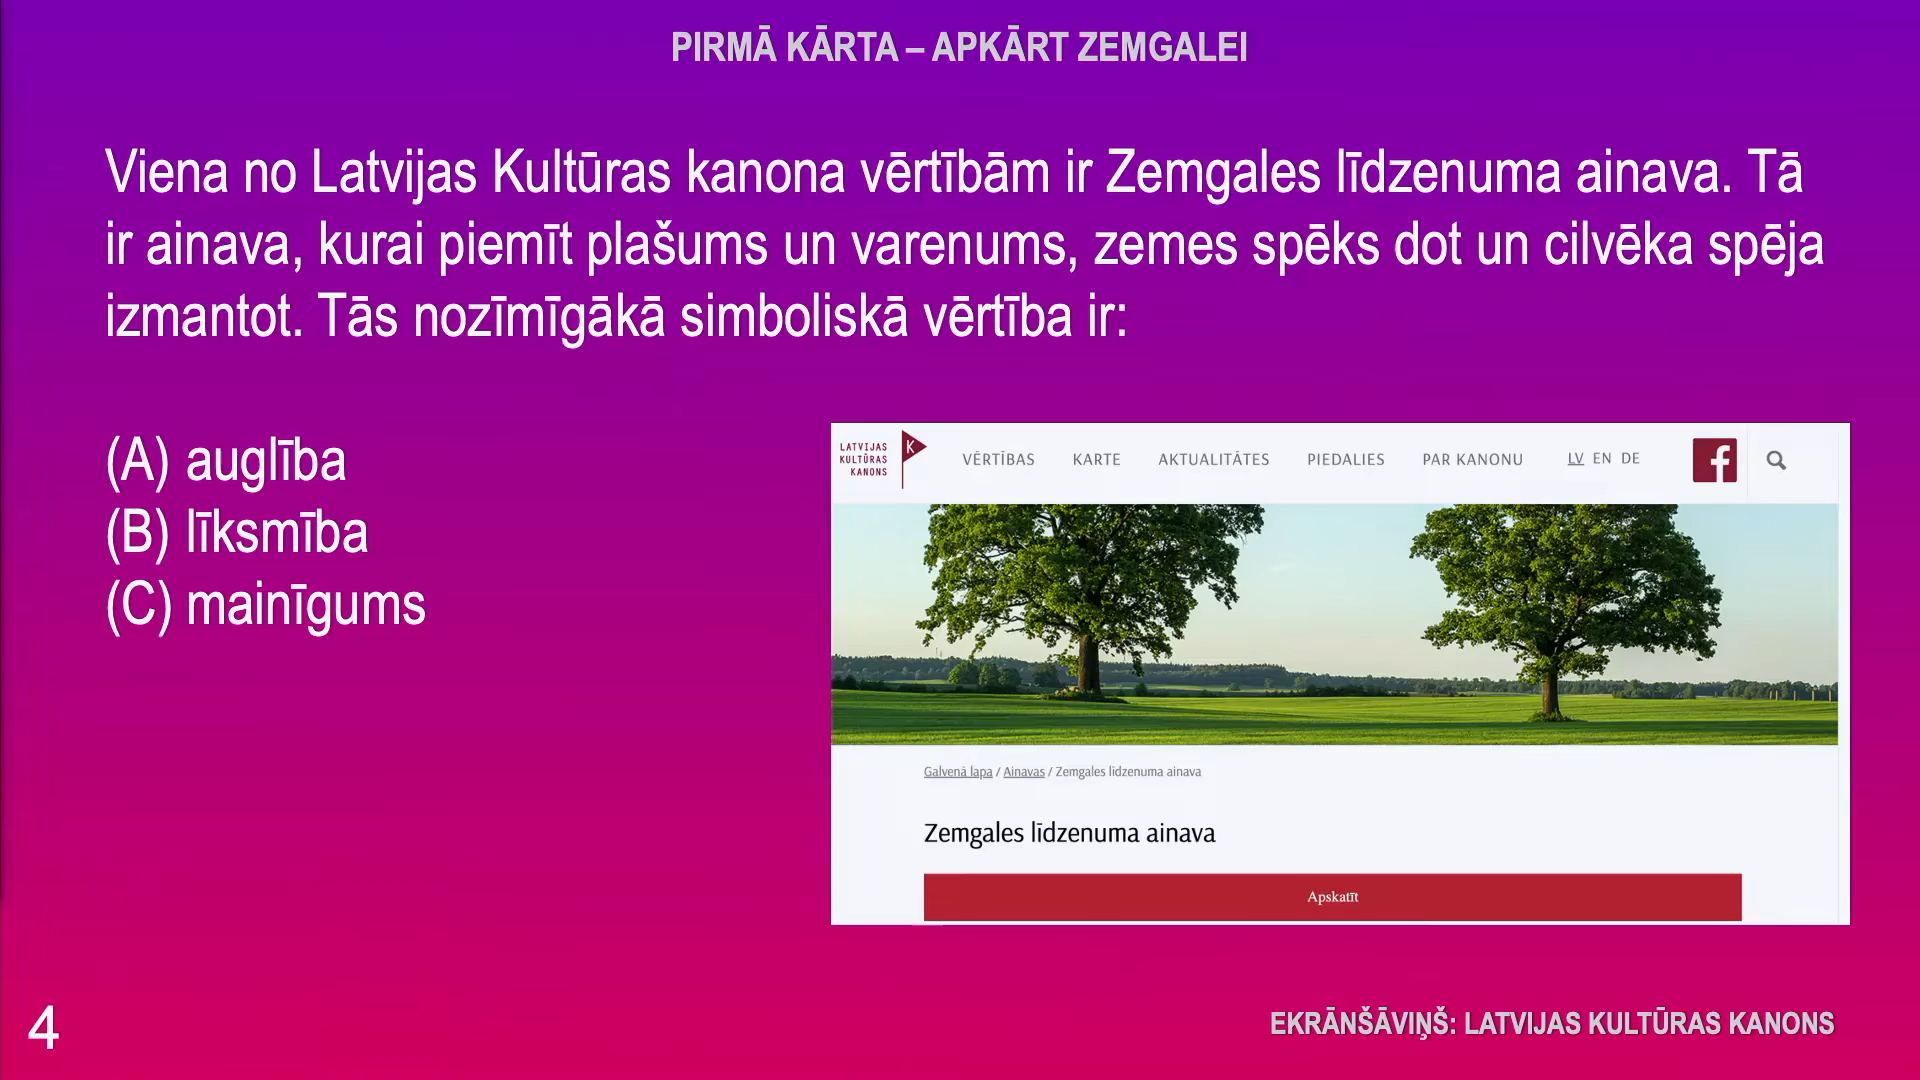 PIRMĀ KĀRTA – APKĀRT ZEMGALEI
Viena no Latvijas Kultūras kanona vērtībām ir Zemgales līdzenuma ainava. Tā
ir ainava, kurai piemīt plašums un varenums, zemes spēks dot un cilvēka spēja
izmantot. Tās nozīmīgākā simboliskā vērtība ir:
(A) auglība
(B) līksmība
(C) mainīgums
LATVIJAS
KULTŪRAS
KANONS
K
VĒRTĪBAS KARTE AKTUALITĀTES PIEDALIES PAR KANONU LV EN DE
Galvenā lapa / Ainavas / Zemgales līdzenuma ainava
Zemgales līdzenuma ainava
Apskatīt
4
EKRĀNŠĀVIŅŠ: LATVIJAS KULTŪRAS KANONS